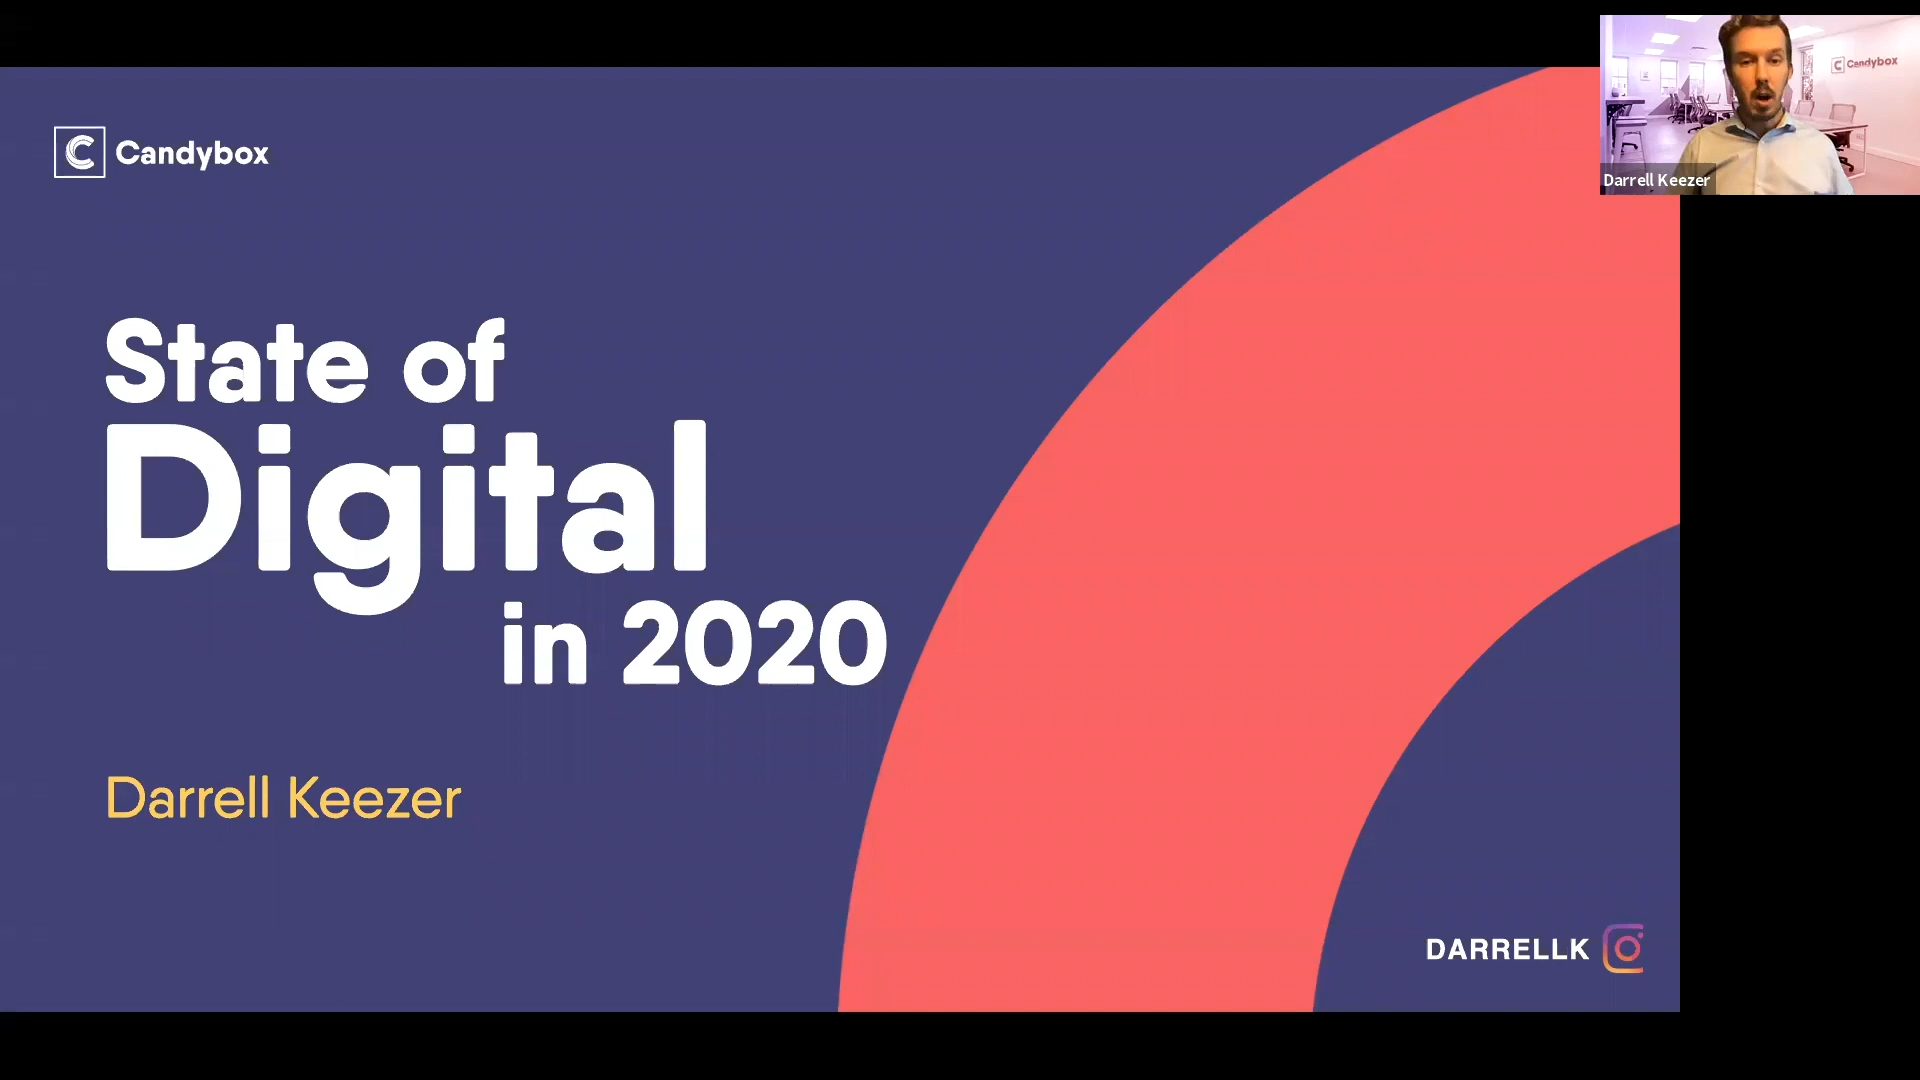 Candybox
State of
Digital
in 2020
Darrell Keezer
DARRELLK
Candybox
Darrell Keezer